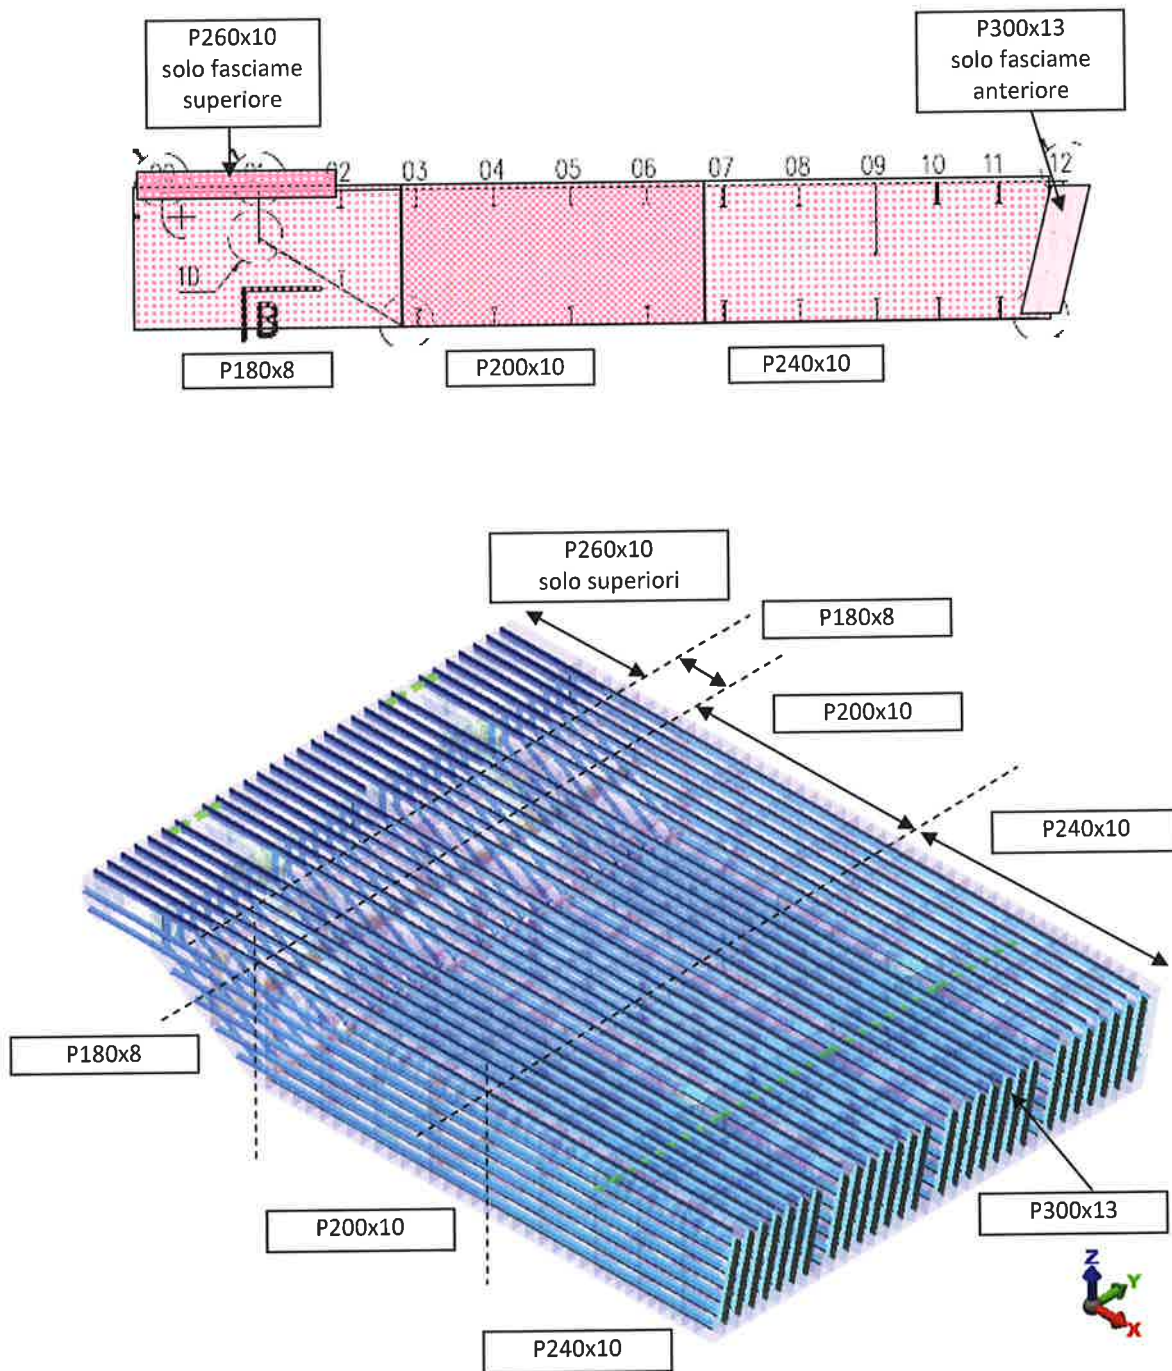 P260x10
solo fasciame
superiore
P300x13
solo fasciame
anteriore
02 03 04 05 06 07 08 09 10 11 12
1D
B
P180x8
P200x10
P240x10
P260x10
solo superiori
P180x8
P200x10
P240x10
P180x8
P200x10
P300x13
P240x10
Z
Y
X